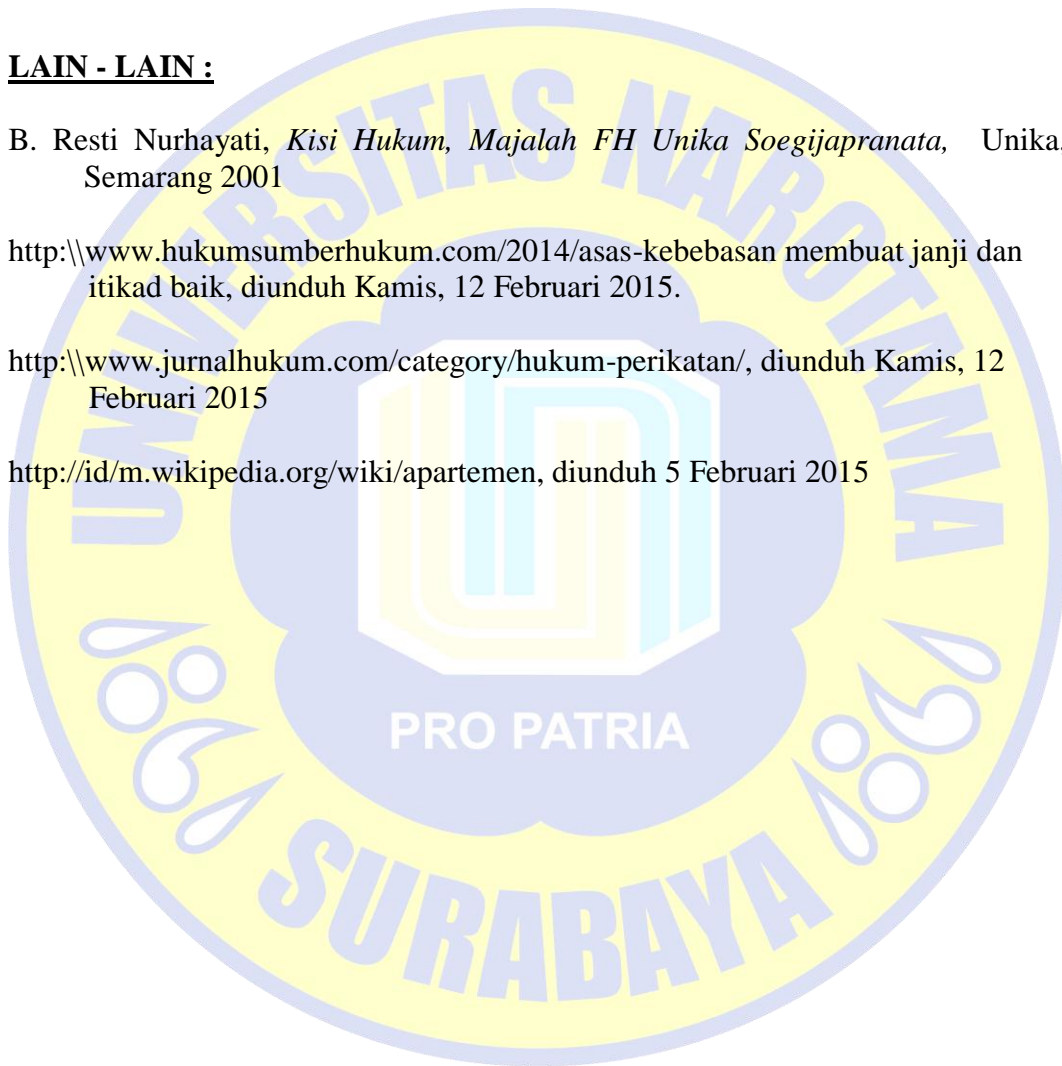 LAIN - LAIN :
B. Resti Nurhayati, Kisi Hukum, Majalah FH Unika Soegijapranata, Unika,
Semarang 2001
http:\\www.hukumsumberhukum.com/2014/asas-kebebasan membuat janji dan
itikad baik, diunduh Kamis, 12 Februari 2015.
http:\\www.jurnalhukum.com/category/hukum-perikatan/, diunduh Kamis, 12
Februari 2015
http://id/m.wikipedia.org/wiki/apartemen, diunduh 5 Februari 2015
UNIVERSITAS NAROTAMA
PRO PATRIA
SURABAYA